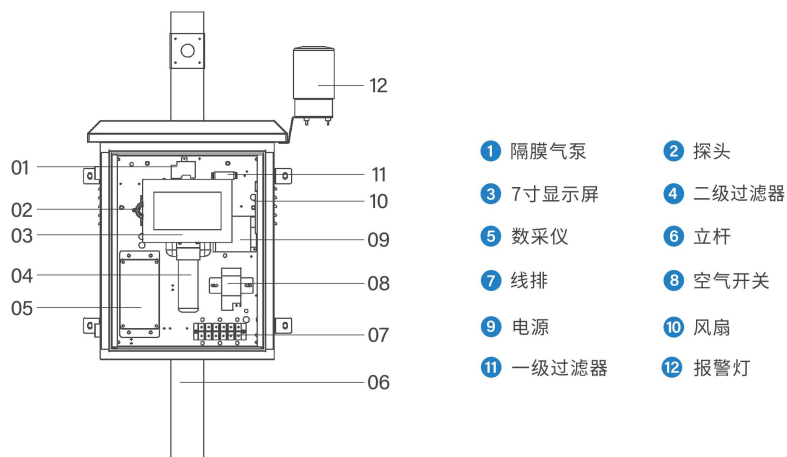 12
01
11
02
10
03
09
04
08
05
07
06
1 隔膜气泵
2 探头
3 7寸显示屏
4 二级过滤器
5 数采仪
6 立杆
7 线排
8 空气开关
9 电源
10 风扇
11 一级过滤器
12 报警灯